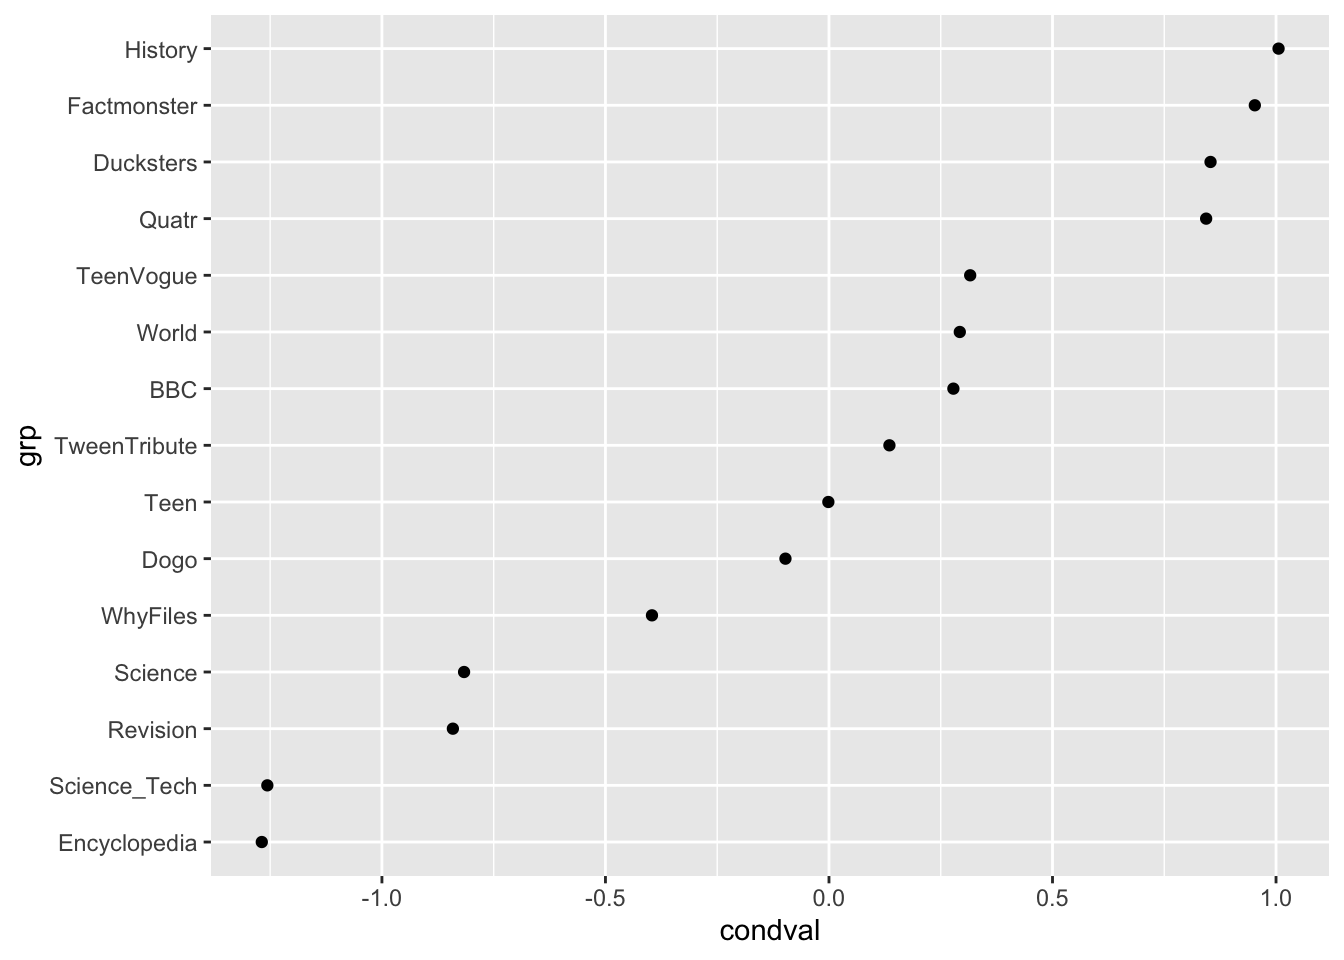 History
Factmonster
Ducksters
Quatr
TeenVogue
World
BBC
grp
TweenTribute
Teen
Dogo
WhyFiles
Science
Revision
Science_Tech
Encyclopedia
-1.0 -0.5 0.0 0.5 1.0
condval